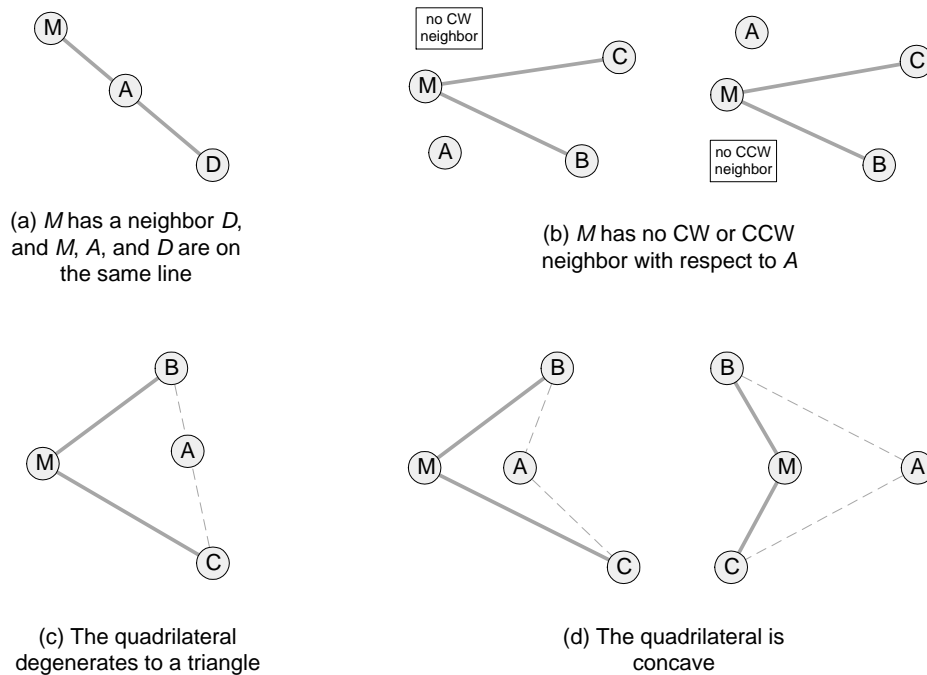 M
A
D
(a) M has a neighbor D,
and M, A, and D are on
the same line
no CW
neighbor
C
M
A
B
A
C
M
no CCW
neighbor
B
(b) M has no CW or CCW
neighbor with respect to A
B
A
M
C
(c) The quadrilateral
degenerates to a triangle
B
M
A
C
B
M
A
C
(d) The quadrilateral is
concave